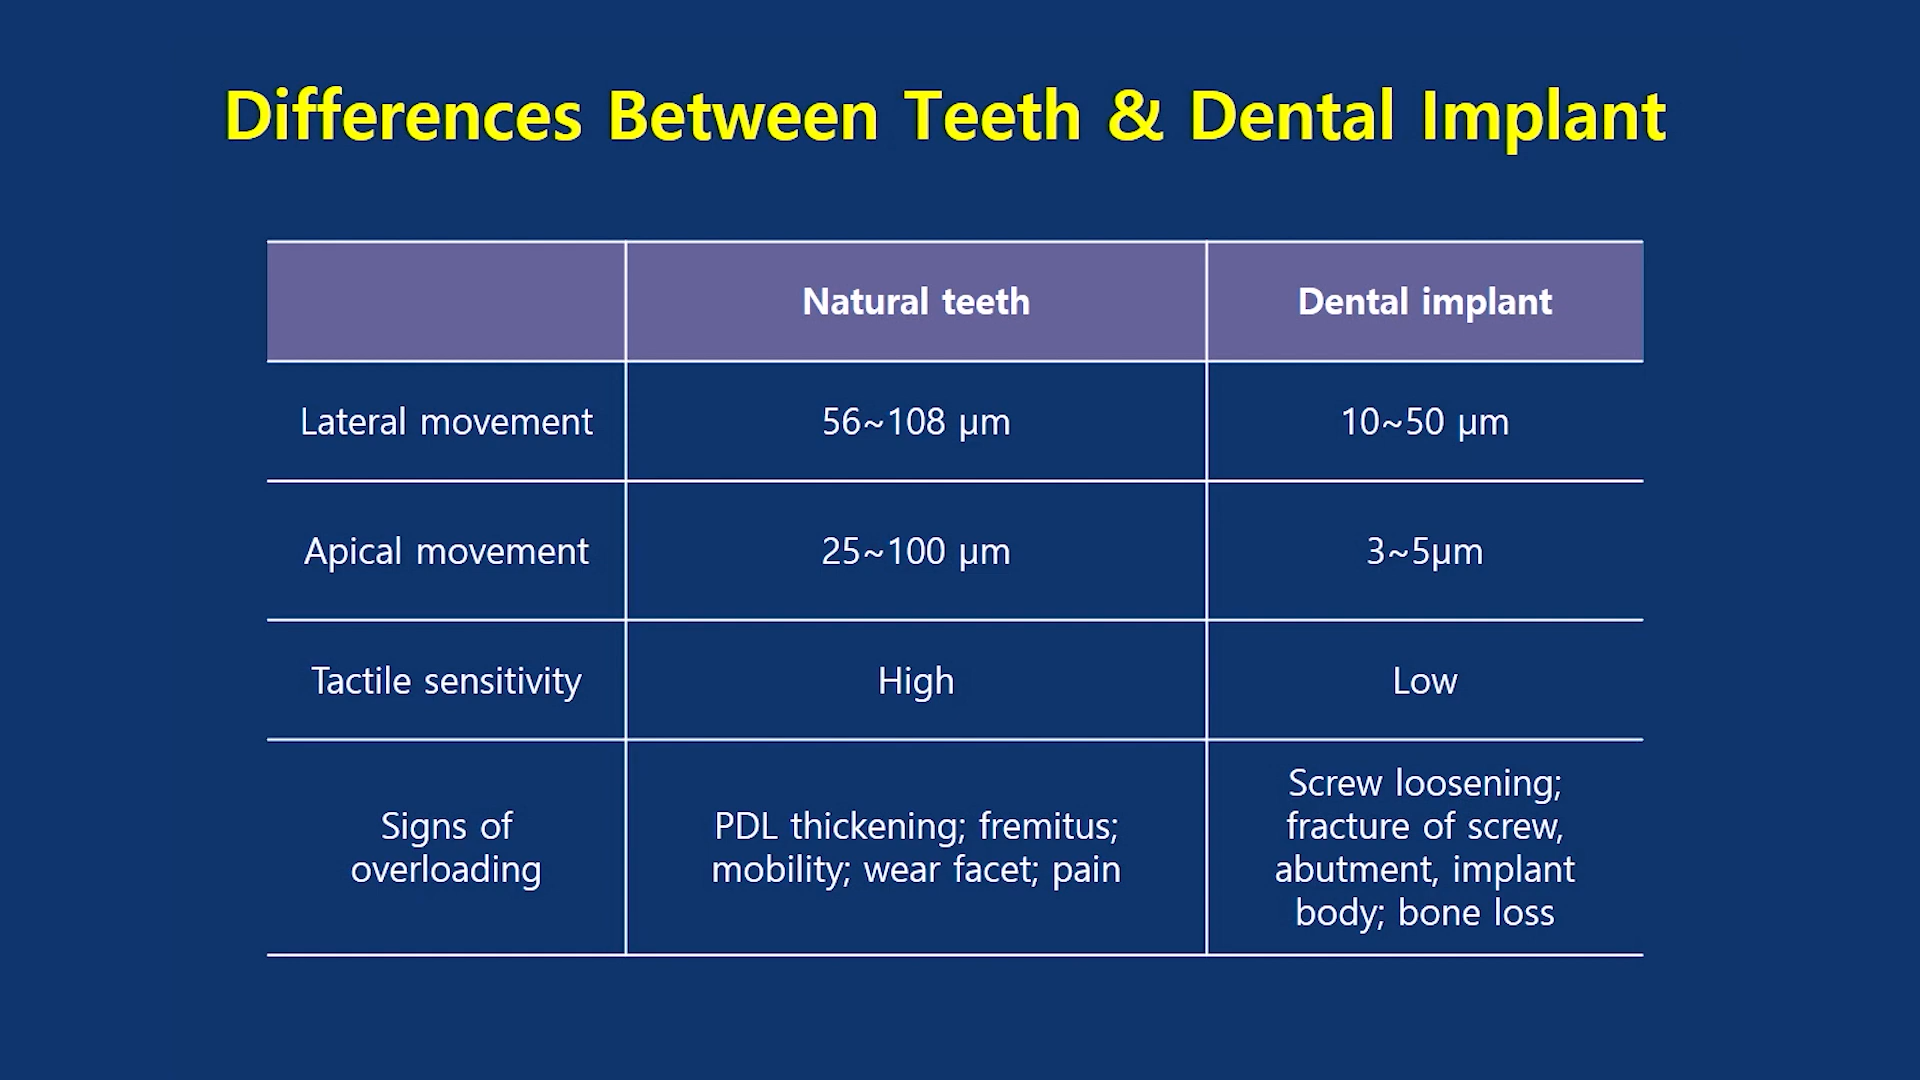 Differences Between Teeth & Dental Implant
Natural teeth
Dental implant
Lateral movement
56~108 μm
10~50 μm
Apical movement
25~100 μm
3~5μm
Tactile sensitivity
High
Low
Signs of
overloading
PDL thickening; fremitus;
mobility; wear facet; pain
Screw loosening;
fracture of screw,
abutment, implant
body; bone loss